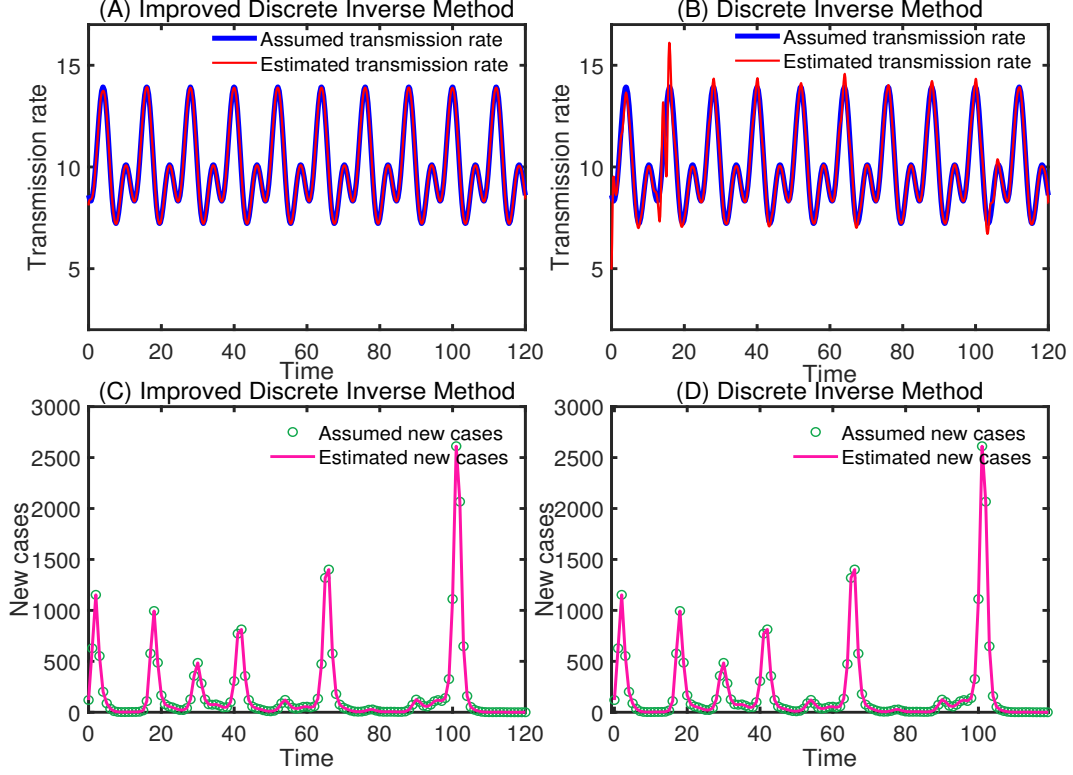 (A) Improved Discrete Inverse Method
Assumed transmission rate
Estimated transmission rate
Transmission rate
15
10
5
0 20 40 60 80 100 120
Time
(B) Discrete Inverse Method
Assumed transmission rate
Estimated transmission rate
Transmission rate
15
10
5
0 20 40 60 80 100 120
Time
(C) Improved Discrete Inverse Method
Assumed new cases
Estimated new cases
New cases
3000
2500
2000
1500
1000
500
0
0 20 40 60 80 100 120
Time
(D) Discrete Inverse Method
Assumed new cases
Estimated new cases
New cases
3000
2500
2000
1500
1000
500
0
0 20 40 60 80 100
Time